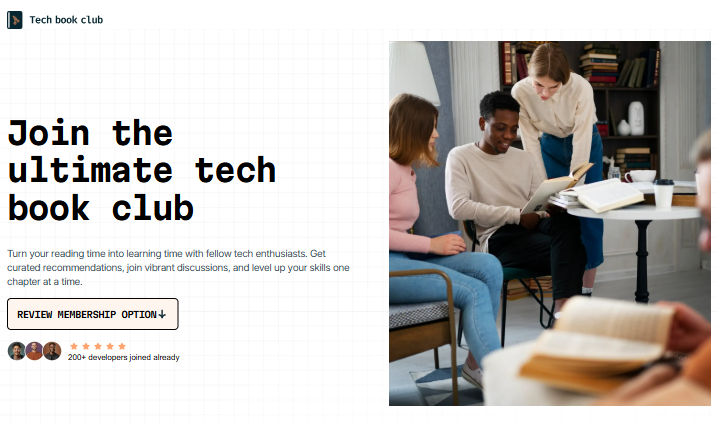 Tech book club
Join the
ultimate tech
book club
Turn your reading time into learning time with fellow tech enthusiasts. Get
curated recommendations, join vibrant discussions, and level up your skills one
chapter at a time.
REVIEW MEMBERSHIP OPTION↓
200+ developers joined already